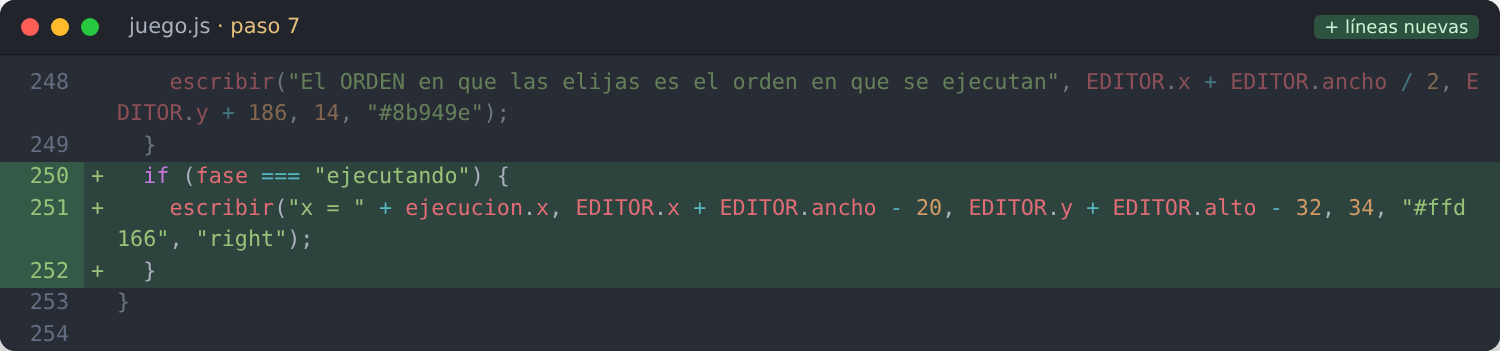 juego.js · paso 7
+ líneas nuevas
248 escribir("El ORDEN en que las elijas es el orden en que se ejecutan", EDITOR.x + EDITOR.ancho / 2, E
DITOR.y + 186, 14, "#8b949e");
249 }
250 + if (fase === "ejecutando") {
251 + escribir("x = " + ejecucion.x, EDITOR.x + EDITOR.ancho - 20, EDITOR.y + EDITOR.alto - 32, 34, "#ffd
166", "right");
252 + }
253 }
254